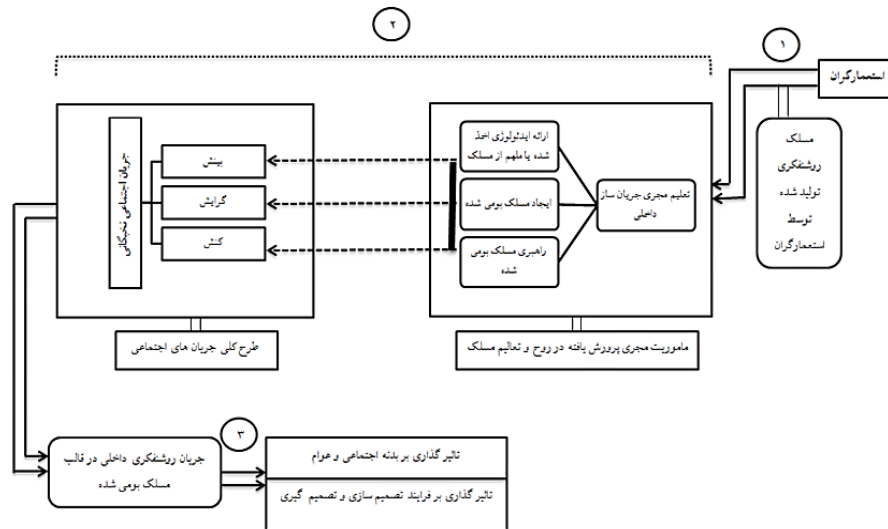 ۲
۱
استعمارگران
مسلک
روشنفکری
تولید شده
توسط
استعمارگران
ارائه ایدئولوژی اخذ
شده یا ملهم از مسلک
ایجاد مسلک بومی شده
راهبری مسلک بومی
شده
تعلیم مجری جریان ساز
داخلی
ماموریت مجری پرورش یافته در روح و تعالیم مسلک
بینش
گرایش
کنش
جریان اجتماعی نخبگانی
طرح کلی جریان های اجتماعی
۳
جریان روشنفکری داخلی در قالب
مسلک بومی شده
تاثیر گذاری بر بدنه اجتماعی و عوام
تاثیر گذاری بر فرایند تصمیم سازی و تصمیم گیری